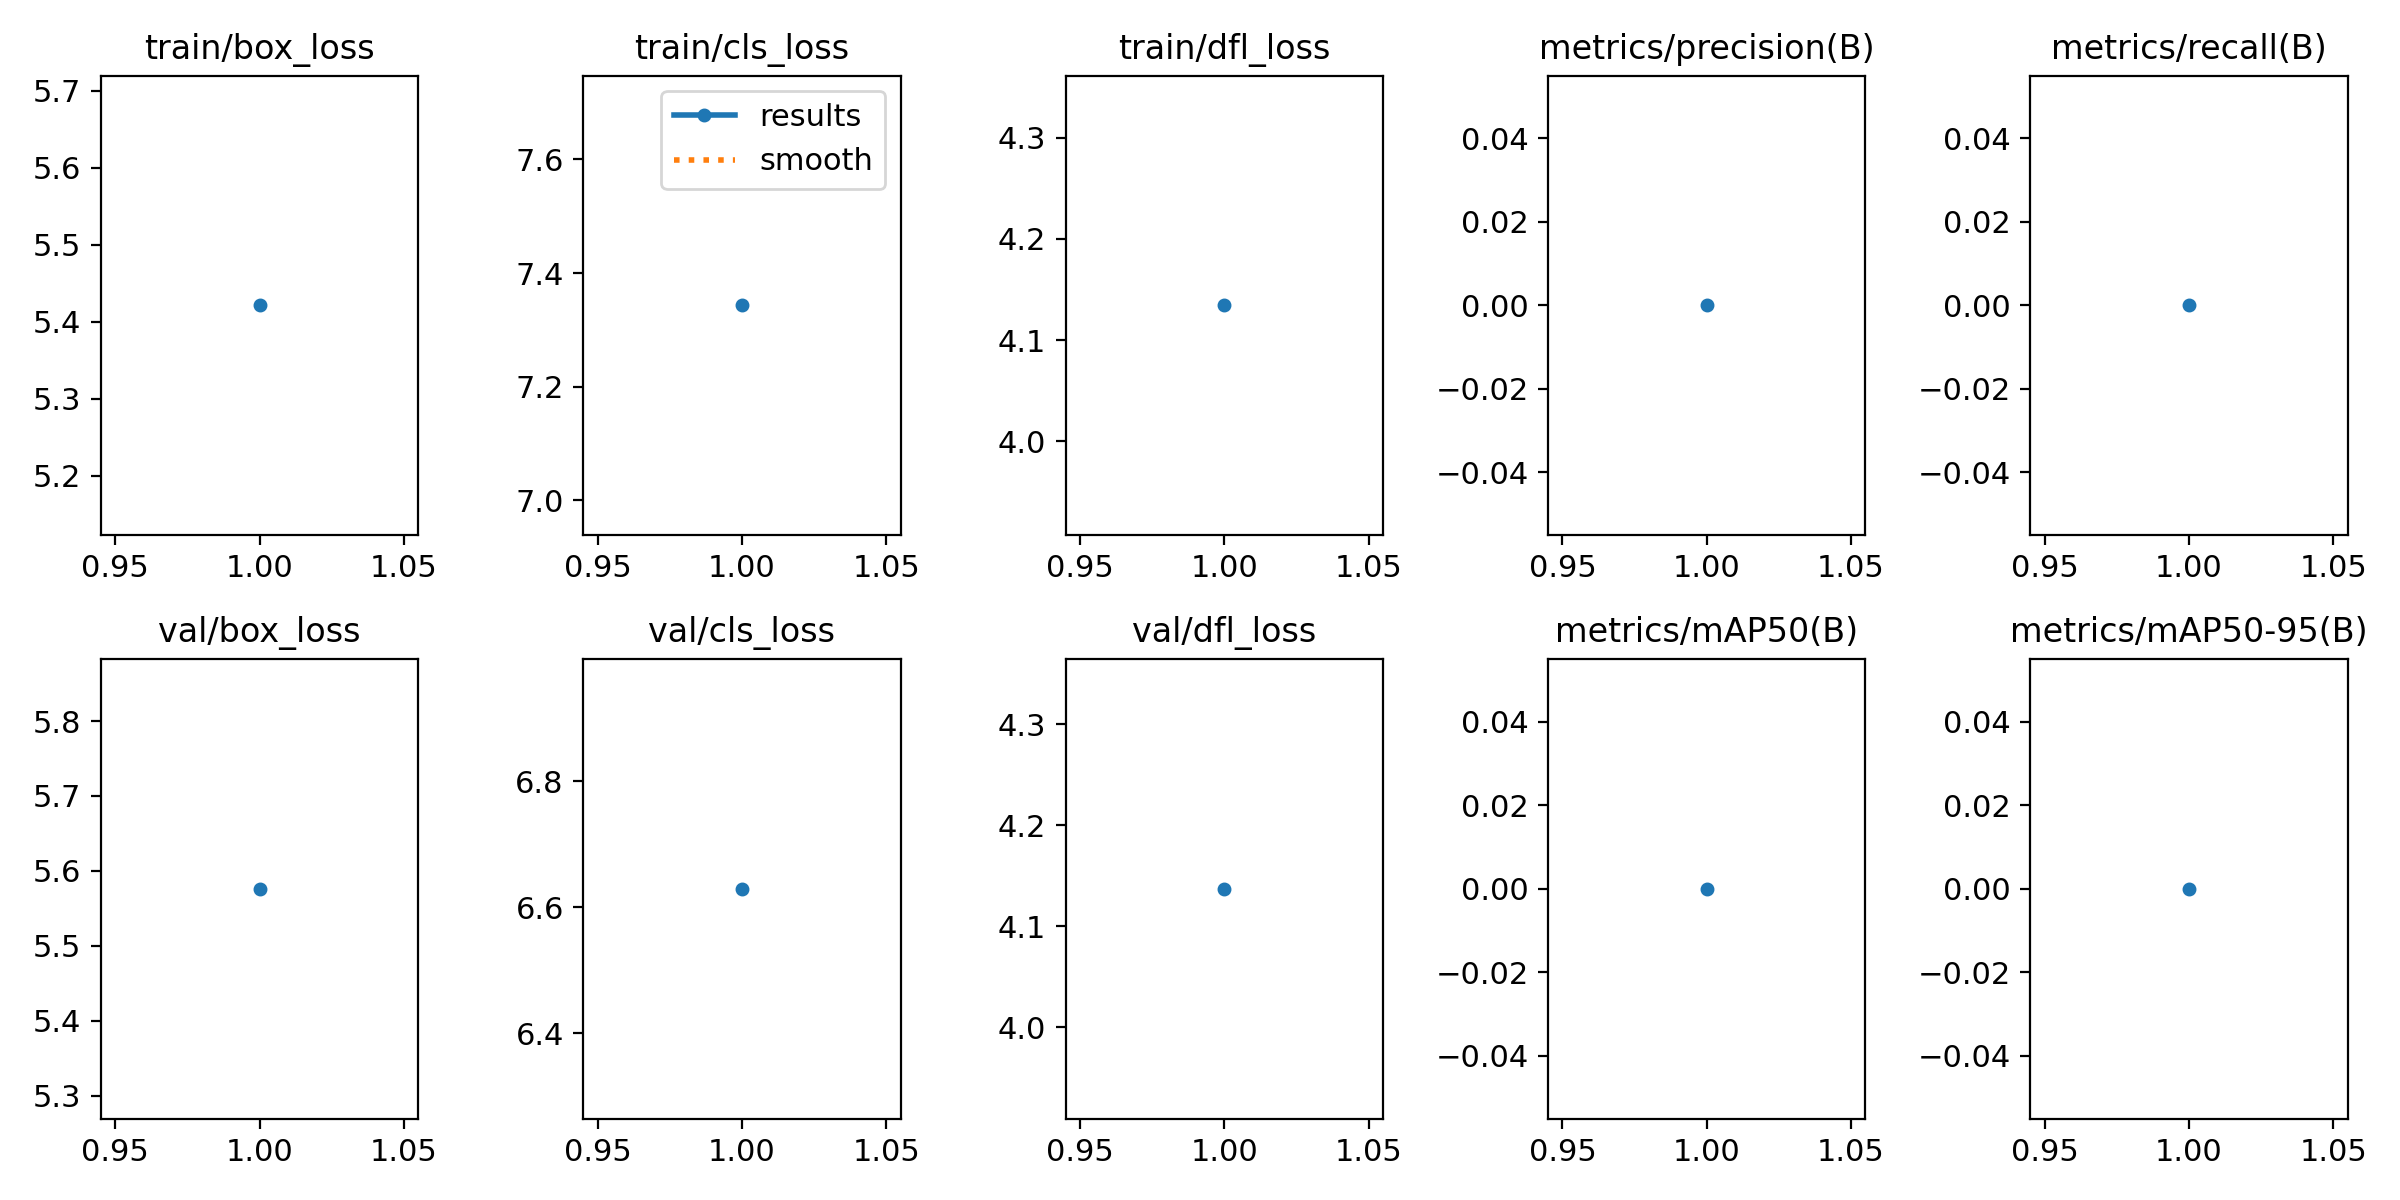 train/box_loss
5.7
5.6
5.5
5.4
5.3
5.2
0.95 1.00 1.05
train/cls_loss
results
smooth
7.6
7.4
7.2
7.0
0.95 1.00 1.05
train/dfl_loss
4.3
4.2
4.1
4.0
0.95 1.00 1.05
metrics/precision(B)
0.04
0.02
0.00
−0.02
−0.04
0.95 1.00 1.05
metrics/recall(B)
0.04
0.02
0.00
−0.02
−0.04
0.95 1.00 1.05
val/box_loss
5.8
5.7
5.6
5.5
5.4
5.3
0.95 1.00 1.05
val/cls_loss
6.8
6.6
6.4
0.95 1.00 1.05
val/dfl_loss
4.3
4.2
4.1
4.0
0.95 1.00 1.05
metrics/mAP50(B)
0.04
0.02
0.00
−0.02
−0.04
0.95 1.00 1.05
metrics/mAP50-95(B)
0.04
0.02
0.00
−0.02
−0.04
0.95 1.00 1.05